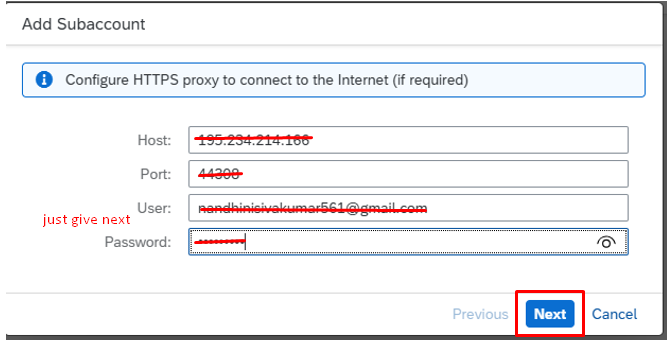 Add Subaccount
Configure HTTPS proxy to connect to the Internet (if required)
Host: 195.234.214.166
Port: 44300
User: nandhinisivakumar561@gmail.com
just give next
Password: ••••••••••
Previous Next Cancel